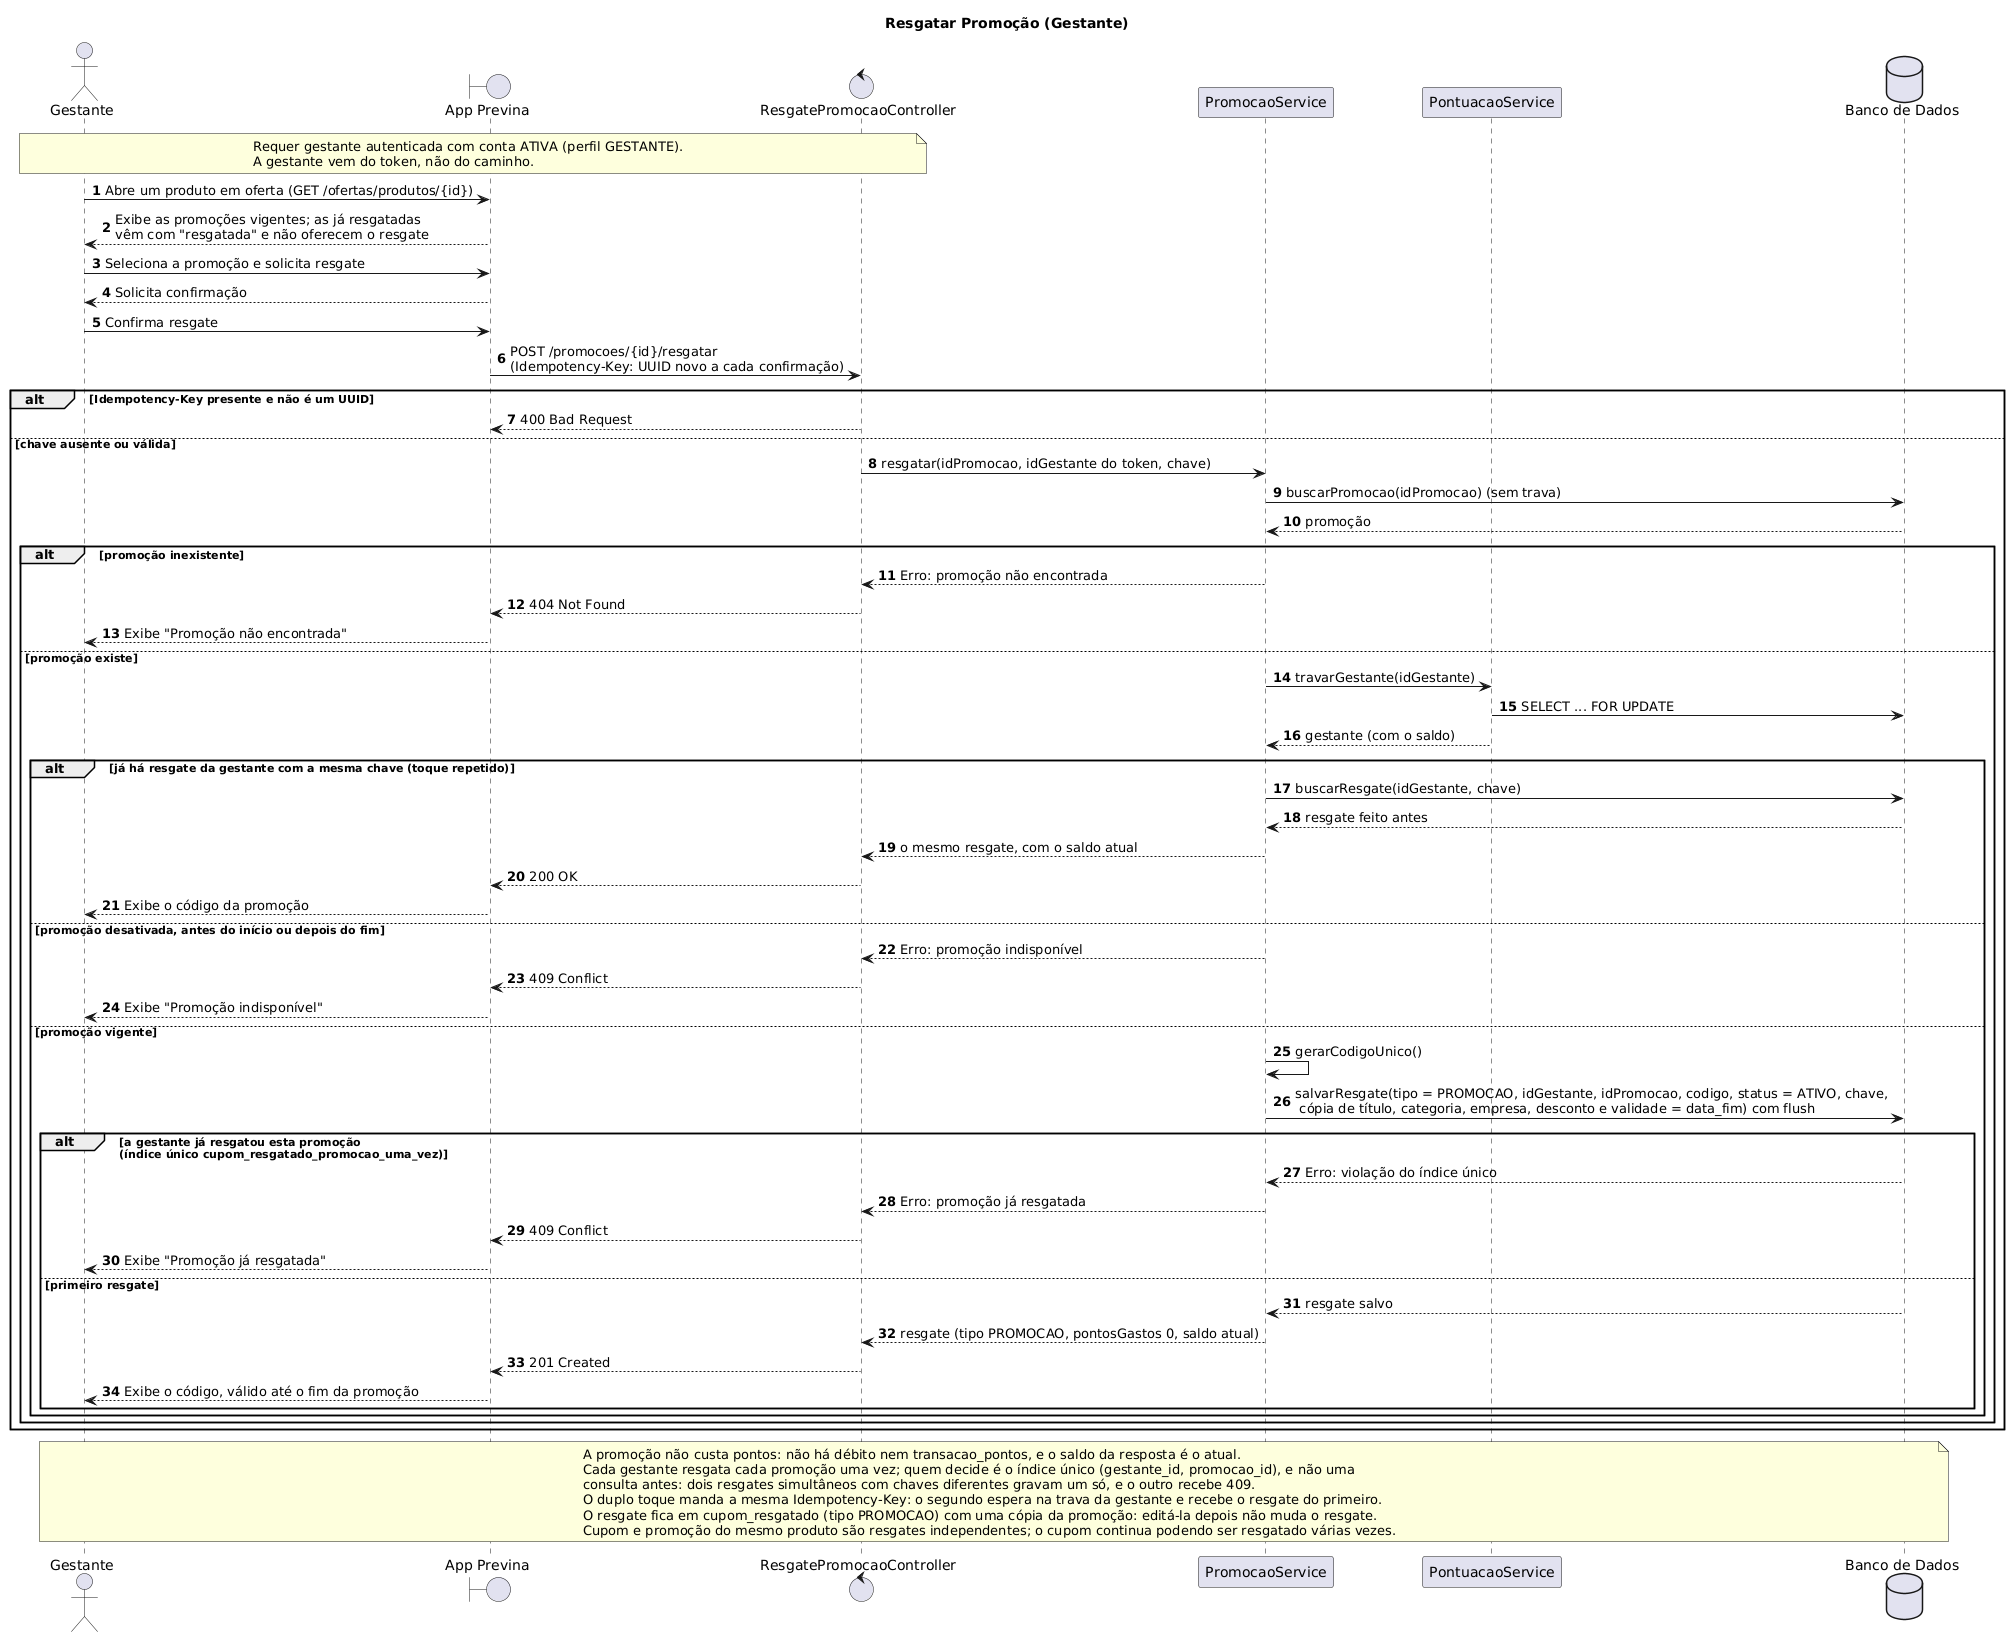 Resgatar Promoção (Gestante)
Gestante
App Previna
ResgatePromocaoController
PromocaoService
PontuacaoService
Banco de Dados
Requer gestante autenticada com conta ATIVA (perfil GESTANTE).
A gestante vem do token, não do caminho.
1 Abre um produto em oferta (GET /ofertas/produtos/{id})
2 Exibe as promoções vigentes; as já resgatadas
vêm com "resgatada" e não oferecem o resgate
3 Seleciona a promoção e solicita resgate
4 Solicita confirmação
5 Confirma resgate
6 POST /promocoes/{id}/resgatar
(Idempotency-Key: UUID novo a cada confirmação)
alt [Idempotency-Key presente e não é um UUID]
7 400 Bad Request
[chave ausente ou válida]
8 resgatar(idPromocao, idGestante do token, chave)
9 buscarPromocao(idPromocao) (sem trava)
10 promoção
alt [promoção inexistente]
11 Erro: promoção não encontrada
12 404 Not Found
13 Exibe "Promoção não encontrada"
[promoção existe]
14 travarGestante(idGestante)
15 SELECT ... FOR UPDATE
16 gestante (com o saldo)
alt [já há resgate da gestante com a mesma chave (toque repetido)]
17 buscarResgate(idGestante, chave)
18 resgate feito antes
19 o mesmo resgate, com o saldo atual
20 200 OK
21 Exibe o código da promoção
[promoção desativada, antes do início ou depois do fim]
22 Erro: promoção indisponível
23 409 Conflict
24 Exibe "Promoção indisponível"
[promoção vigente]
25 gerarCodigoUnico()
26 salvarResgate(tipo = PROMOCAO, idGestante, idPromocao, codigo, status = ATIVO, chave,
cópia de título, categoria, empresa, desconto e validade = data_fim) com flush
alt [a gestante já resgatou esta promoção
(índice único cupom_resgatado_promocao_uma_vez)]
27 Erro: violação do índice único
28 Erro: promoção já resgatada
29 409 Conflict
30 Exibe "Promoção já resgatada"
[primeiro resgate]
31 resgate salvo
32 resgate (tipo PROMOCAO, pontosGastos 0, saldo atual)
33 201 Created
34 Exibe o código, válido até o fim da promoção
A promoção não custa pontos: não há débito nem transacao_pontos, e o saldo da resposta é o atual.
Cada gestante resgata cada promoção uma vez; quem decide é o índice único (gestante_id, promocao_id), e não uma
consulta antes: dois resgates simultâneos com chaves diferentes gravam um só, e o outro recebe 409.
O duplo toque manda a mesma Idempotency-Key: o segundo espera na trava da gestante e recebe o resgate do primeiro.
O resgate fica em cupom_resgatado (tipo PROMOCAO) com uma cópia da promoção: editá-la depois não muda o resgate.
Cupom e promoção do mesmo produto são resgates independentes; o cupom continua podendo ser resgatado várias vezes.
Gestante
App Previna
ResgatePromocaoController
PromocaoService
PontuacaoService
Banco de Dados